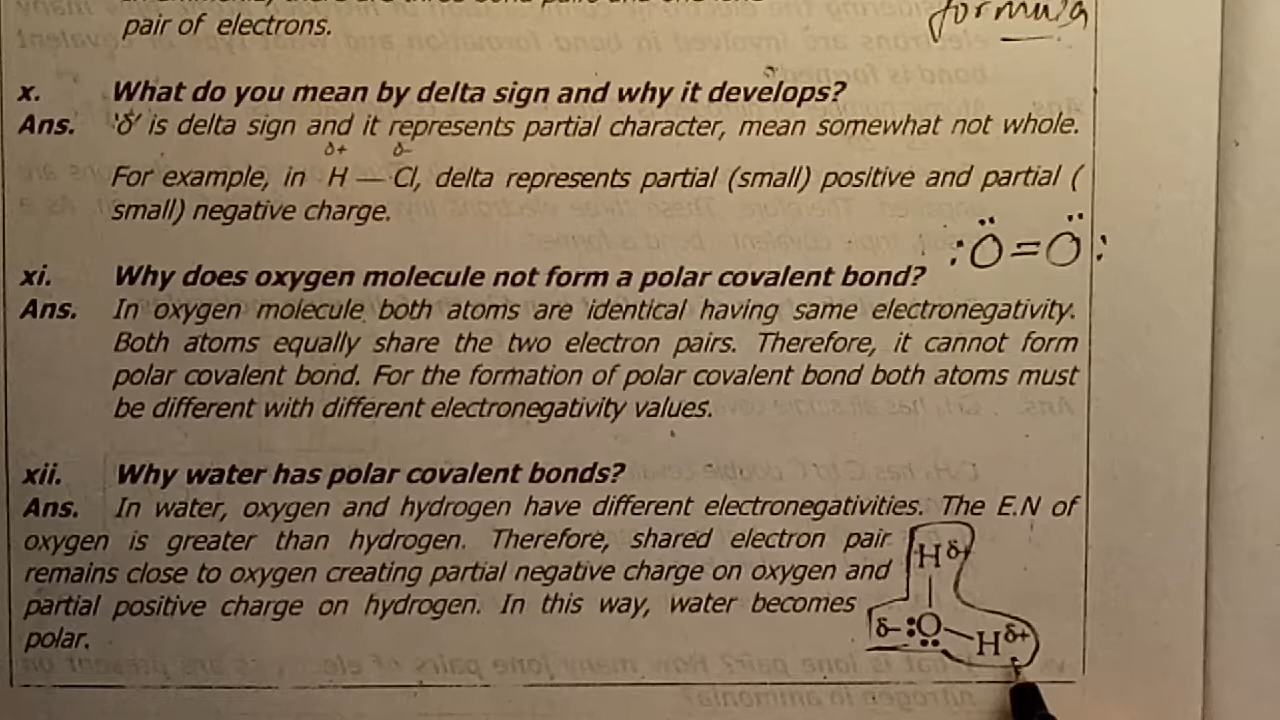 pair of electrons.
formula
x. What do you mean by delta sign and why it develops?
Ans. 'δ' is delta sign and it represents partial character, mean somewhat not whole.
δ+ δ-
For example, in H — Cl, delta represents partial (small) positive and partial (
small) negative charge.
:Ö=Ö:
xi. Why does oxygen molecule not form a polar covalent bond?
Ans. In oxygen molecule both atoms are identical having same electronegativity.
Both atoms equally share the two electron pairs. Therefore, it cannot form
polar covalent bond. For the formation of polar covalent bond both atoms must
be different with different electronegativity values.
xii. Why water has polar covalent bonds?
Ans. In water, oxygen and hydrogen have different electronegativities. The E.N of
oxygen is greater than hydrogen. Therefore, shared electron pair
remains close to oxygen creating partial negative charge on oxygen and
partial positive charge on hydrogen. In this way, water becomes
polar.
H δ+
δ- :O — H δ+